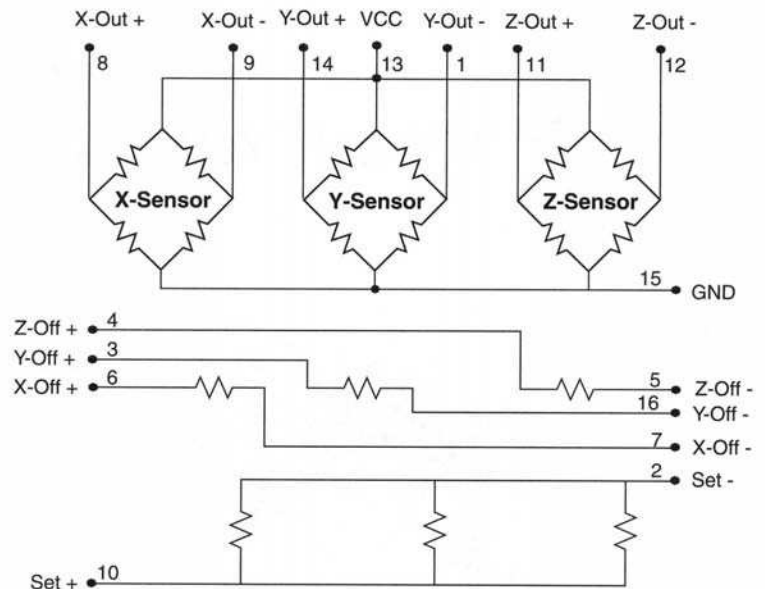 X-Out + X-Out - Y-Out + VCC Y-Out - Z-Out + Z-Out -
8 9 14 13 1 11 12
X-Sensor Y-Sensor Z-Sensor
15 GND
Z-Off + 4
Y-Off + 3
X-Off + 6
5 Z-Off -
16 Y-Off -
7 X-Off -
2 Set -
Set + 10